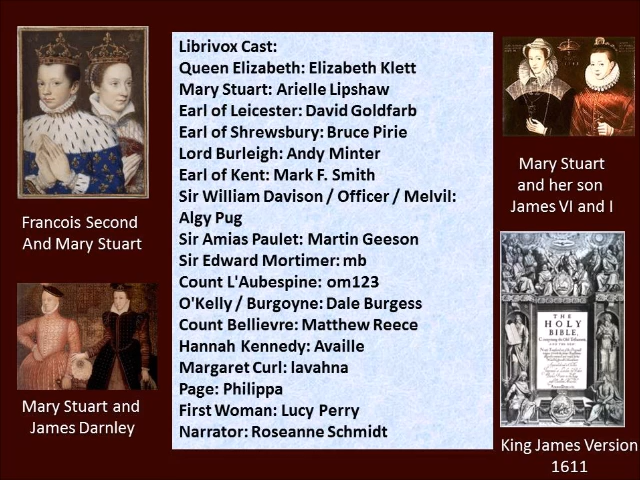 Francois Second
And Mary Stuart
Mary Stuart and
James Darnley
Librivox Cast:
Queen Elizabeth: Elizabeth Klett
Mary Stuart: Arielle Lipshaw
Earl of Leicester: David Goldfarb
Earl of Shrewsbury: Bruce Pirie
Lord Burleigh: Andy Minter
Earl of Kent: Mark F. Smith
Sir William Davison / Officer / Melvil:
Algy Pug
Sir Amias Paulet: Martin Geeson
Sir Edward Mortimer: mb
Count L'Aubespine: om123
O'Kelly / Burgoyne: Dale Burgess
Count Bellievre: Matthew Reece
Hannah Kennedy: Availle
Margaret Curl: lavahna
Page: Philippa
First Woman: Lucy Perry
Narrator: Roseanne Schmidt
Mary Stuart
and her son
James VI and I
THE
HOLY
BIBLE,
King James Version
1611